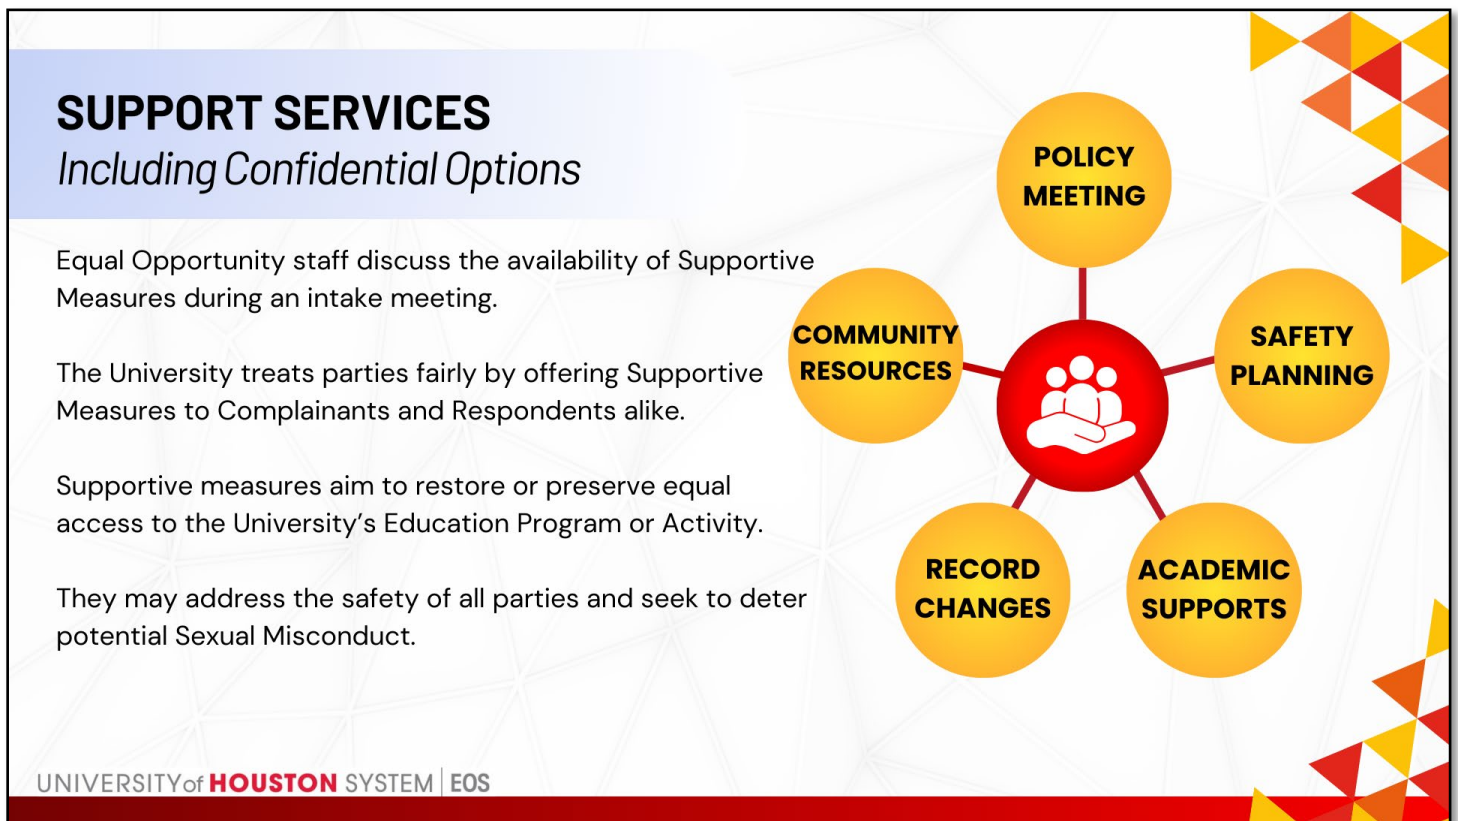 SUPPORT SERVICES
Including Confidential Options
Equal Opportunity staff discuss the availability of Supportive
Measures during an intake meeting.
The University treats parties fairly by offering Supportive
Measures to Complainants and Respondents alike.
Supportive measures aim to restore or preserve equal
access to the University’s Education Program or Activity.
They may address the safety of all parties and seek to deter
potential Sexual Misconduct.
POLICY
MEETING
COMMUNITY
RESOURCES
SAFETY
PLANNING
RECORD
CHANGES
ACADEMIC
SUPPORTS
UNIVERSITY of HOUSTON SYSTEM | EOS